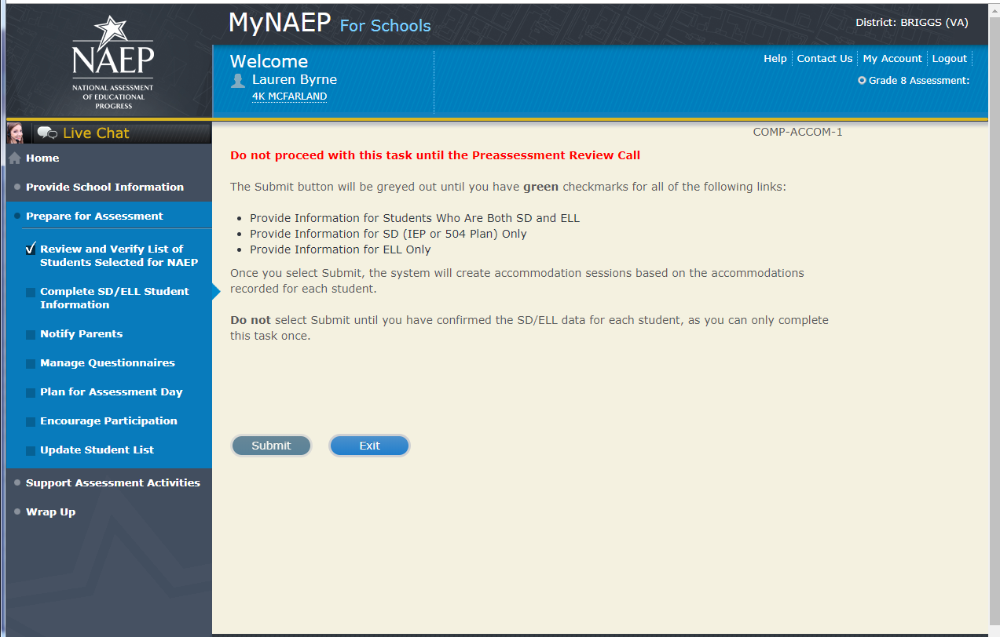 NAEP
NATIONAL ASSESSMENT
OF EDUCATIONAL
PROGRESS
MyNAEP For Schools
District: BRIGGS (VA)
Welcome
Lauren Byrne
4K MCFARLAND
Help
Contact Us
My Account
Logout
Grade 8 Assessment:
Live Chat
Home
Provide School Information
Prepare for Assessment
Review and Verify List of
Students Selected for NAEP
Complete SD/ELL Student
Information
Notify Parents
Manage Questionnaires
Plan for Assessment Day
Encourage Participation
Update Student List
Support Assessment Activities
Wrap Up
COMP-ACCOM-1
Do not proceed with this task until the Preassessment Review Call
The Submit button will be greyed out until you have green checkmarks for all of the following links:
• Provide Information for Students Who Are Both SD and ELL
• Provide Information for SD (IEP or 504 Plan) Only
• Provide Information for ELL Only
Once you select Submit, the system will create accommodation sessions based on the accommodations
recorded for each student.
Do not select Submit until you have confirmed the SD/ELL data for each student, as you can only complete
this task once.
Submit
Exit